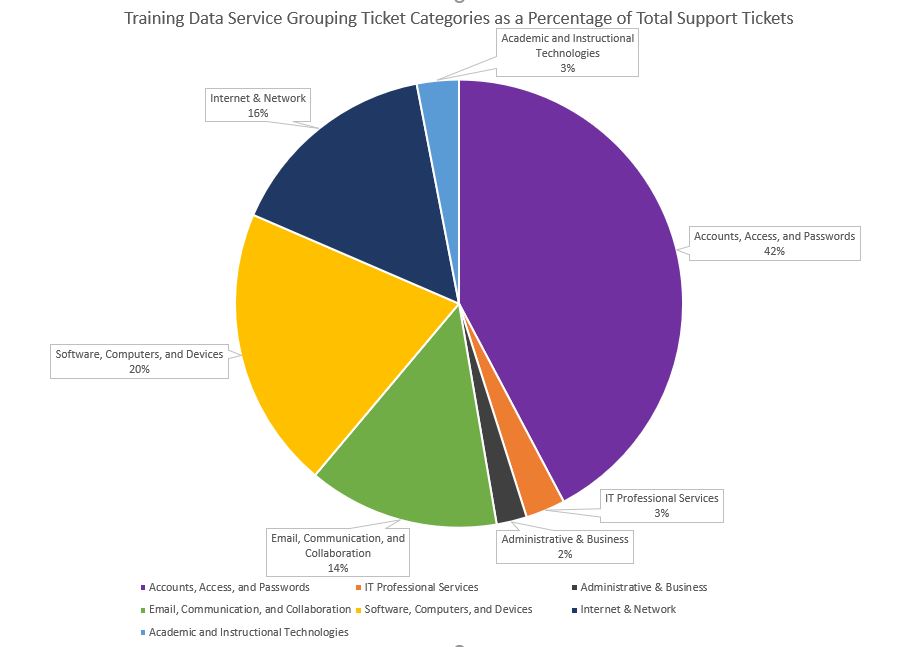 Training Data Service Grouping Ticket Categories as a Percentage of Total Support Tickets
Academic and Instructional
Technologies
3%
Internet & Network
16%
Accounts, Access, and Passwords
42%
Software, Computers, and Devices
20%
IT Professional Services
3%
Email, Communication, and
Collaboration
14%
Administrative & Business
2%
Accounts, Access, and Passwords
IT Professional Services
Administrative & Business
Email, Communication, and Collaboration
Software, Computers, and Devices
Internet & Network
Academic and Instructional Technologies